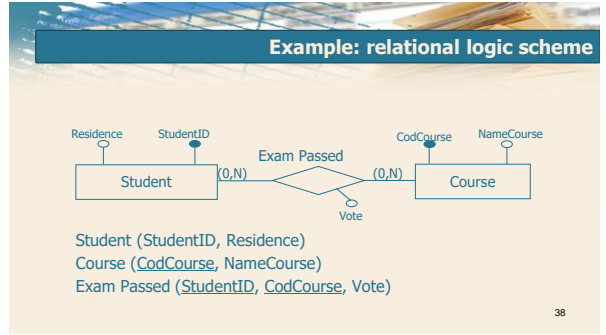 Example: relational logic scheme
Residence StudentID CodCourse NameCourse
Exam Passed
Student (0,N) (0,N) Course
Vote
Student (StudentID, Residence)
Course (CodCourse, NameCourse)
Exam Passed (StudentID, CodCourse, Vote)
38